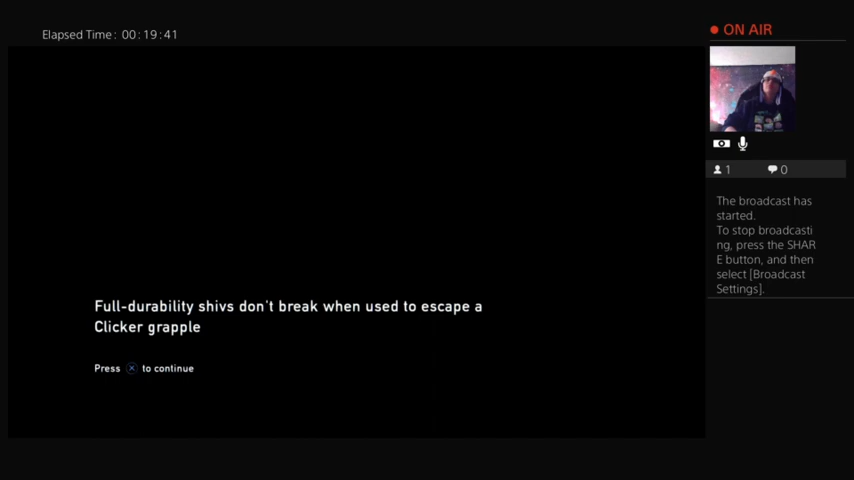 Elapsed Time: 00:19:41
ON AIR
1 0
The broadcast has
started.
To stop broadcasti
ng, press the SHAR
E button, and then
select [Broadcast
Settings].
Full-durability shivs don't break when used to escape a
Clicker grapple
Press to continue